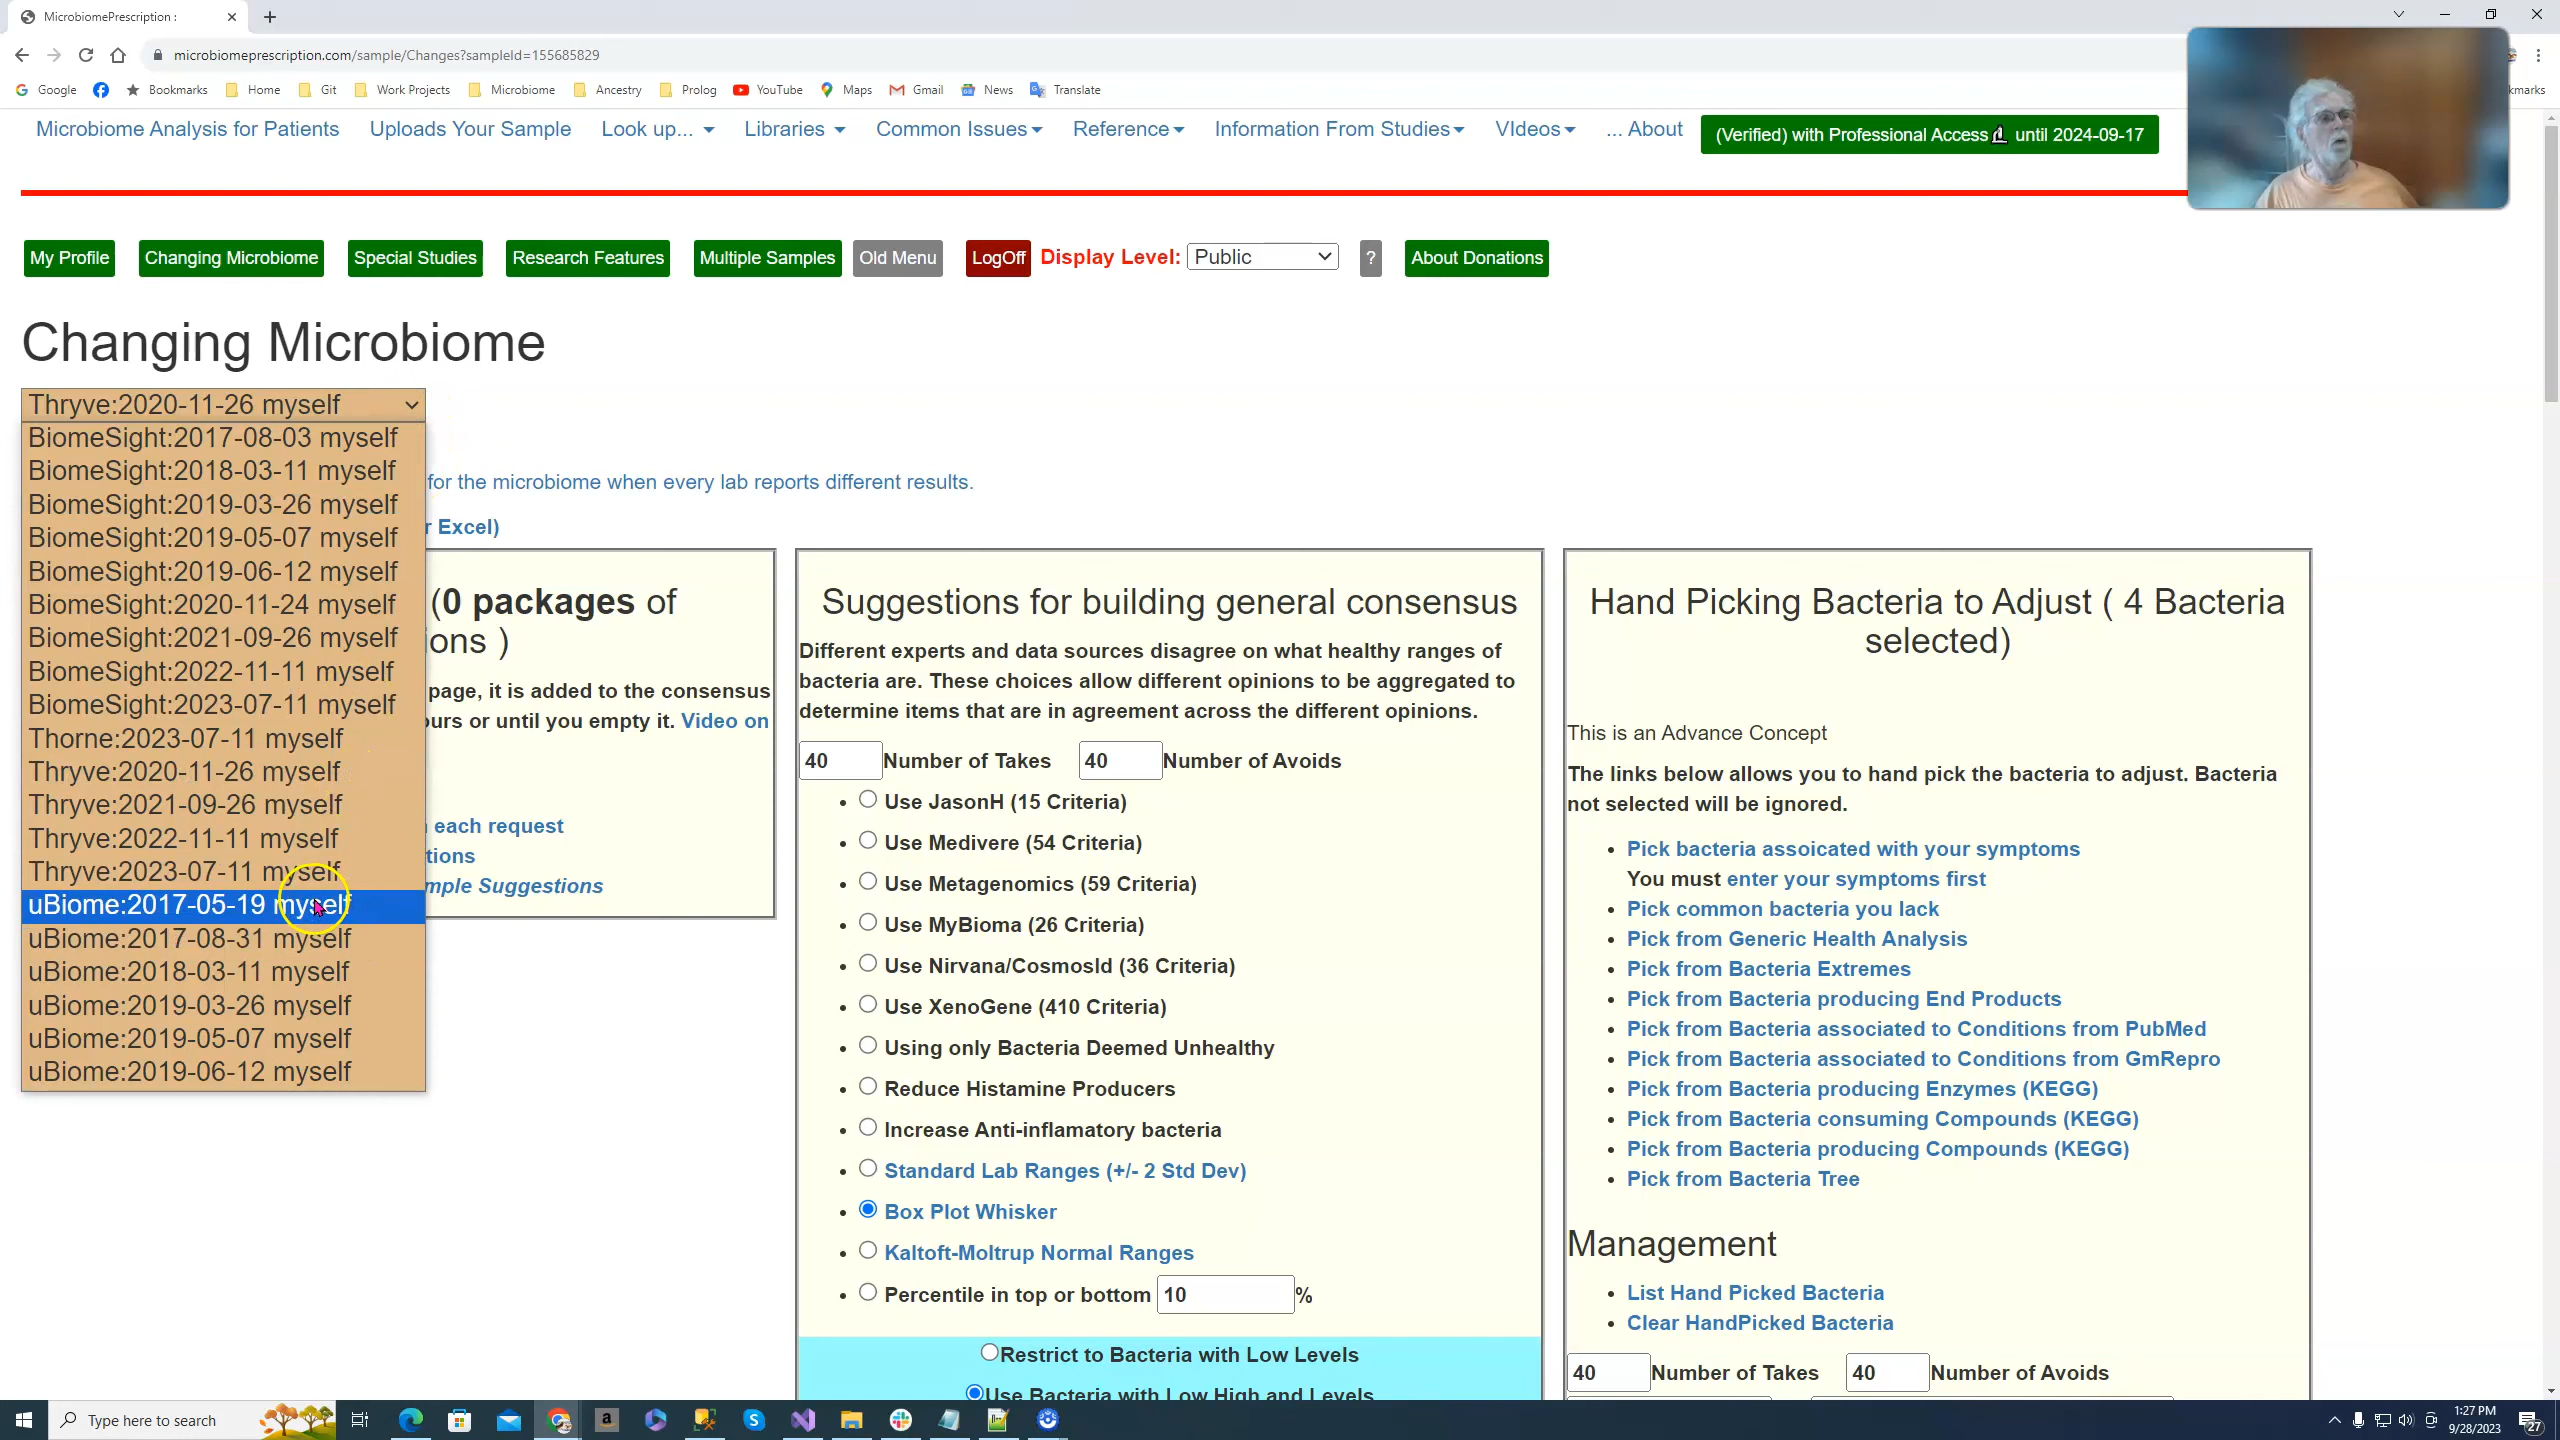 MicrobiomePrescription :
microbiomeprescription.com/sample/Changes?sampleId=155685829
Google Bookmarks Home Git Work Projects Microbiome Ancestry Prolog YouTube Maps Gmail News Translate
Microbiome Analysis for Patients Uploads Your Sample Look up... Libraries Common Issues Reference Information From Studies VIdeos ... About (Verified) with Professional Access until 2024-09-17
My Profile Changing Microbiome Special Studies Research Features Multiple Samples Old Menu LogOff Display Level: Public ? About Donations
Changing Microbiome
Thryve:2020-11-26 myself
BiomeSight:2017-08-03 myself
BiomeSight:2018-03-11 myself
BiomeSight:2019-03-26 myself
BiomeSight:2019-05-07 myself
BiomeSight:2019-06-12 myself
BiomeSight:2020-11-24 myself
BiomeSight:2021-09-26 myself
BiomeSight:2022-11-11 myself
BiomeSight:2023-07-11 myself
Thorne:2023-07-11 myself
Thryve:2020-11-26 myself
Thryve:2021-09-26 myself
Thryve:2022-11-11 myself
Thryve:2023-07-11 myself
uBiome:2017-05-19 myself
uBiome:2017-08-31 myself
uBiome:2018-03-11 myself
uBiome:2019-03-26 myself
uBiome:2019-05-07 myself
uBiome:2019-06-12 myself
for the microbiome when every lab reports different results.
r Excel)
(0 packages of
ions )
page, it is added to the consensus
ours or until you empty it. Video on
each request
tions
mple Suggestions
Suggestions for building general consensus
Different experts and data sources disagree on what healthy ranges of
bacteria are. These choices allow different opinions to be aggregated to
determine items that are in agreement across the different opinions.
40 Number of Takes 40 Number of Avoids
Use JasonH (15 Criteria)
Use Medivere (54 Criteria)
Use Metagenomics (59 Criteria)
Use MyBioma (26 Criteria)
Use Nirvana/CosmosId (36 Criteria)
Use XenoGene (410 Criteria)
Using only Bacteria Deemed Unhealthy
Reduce Histamine Producers
Increase Anti-inflamatory bacteria
Standard Lab Ranges (+/- 2 Std Dev)
Box Plot Whisker
Kaltoft-Moltrup Normal Ranges
Percentile in top or bottom 10 %
Restrict to Bacteria with Low Levels
Use Bacteria with Low High and Levels
Hand Picking Bacteria to Adjust ( 4 Bacteria
selected)
This is an Advance Concept
The links below allows you to hand pick the bacteria to adjust. Bacteria
not selected will be ignored.
Pick bacteria assoicated with your symptoms
You must enter your symptoms first
Pick common bacteria you lack
Pick from Generic Health Analysis
Pick from Bacteria Extremes
Pick from Bacteria producing End Products
Pick from Bacteria associated to Conditions from PubMed
Pick from Bacteria associated to Conditions from GmRepro
Pick from Bacteria producing Enzymes (KEGG)
Pick from Bacteria consuming Compounds (KEGG)
Pick from Bacteria producing Compounds (KEGG)
Pick from Bacteria Tree
Management
List Hand Picked Bacteria
Clear HandPicked Bacteria
40 Number of Takes 40 Number of Avoids
Type here to search
1:27 PM
9/28/2023
27